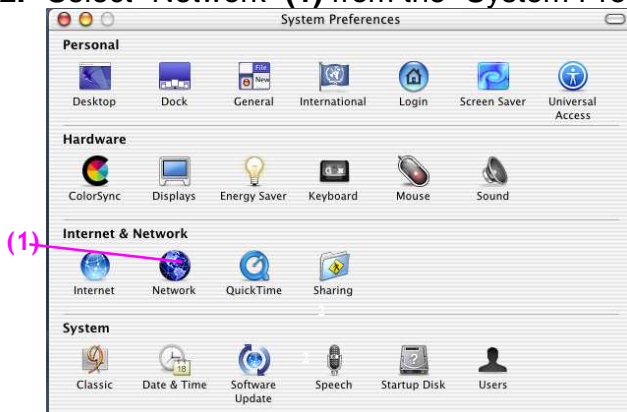 2. Select "Network" (1) from the "System Pre
System Preferences
Personal
Desktop Dock General International Login Screen Saver Universal Access
Hardware
ColorSync Displays Energy Saver Keyboard Mouse Sound
(1)
Internet & Network
Internet Network QuickTime Sharing
System
Classic Date & Time Software Update Speech Startup Disk Users